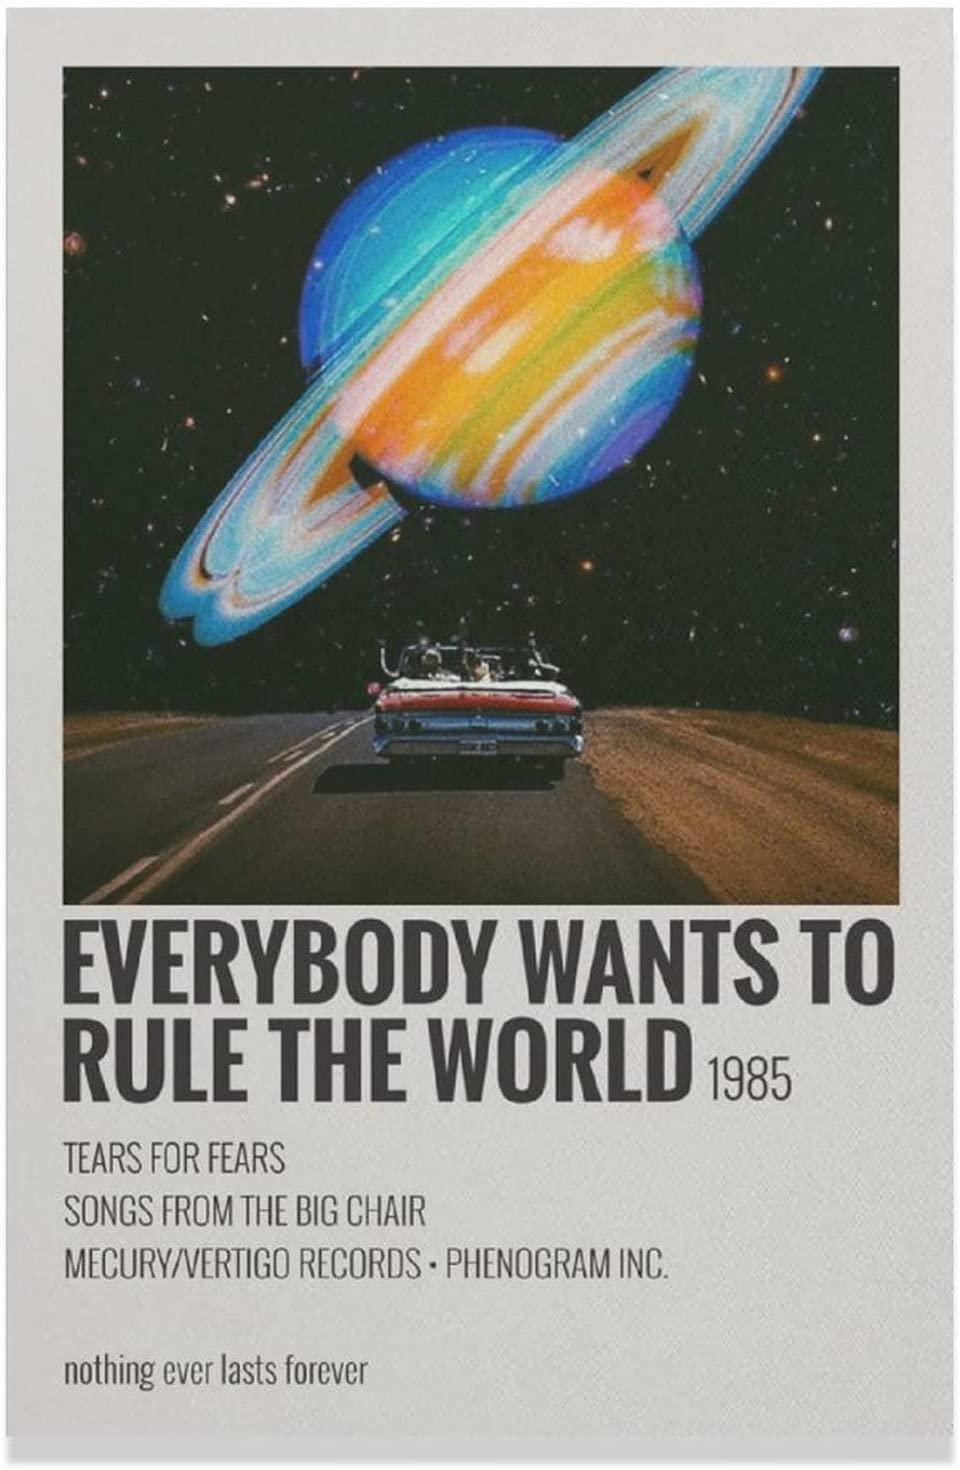 EVERYBODY WANTS TO
RULE THE WORLD 1985
TEARS FOR FEARS
SONGS FROM THE BIG CHAIR
MECURY/VERTIGO RECORDS • PHENOGRAM INC.
nothing ever lasts forever